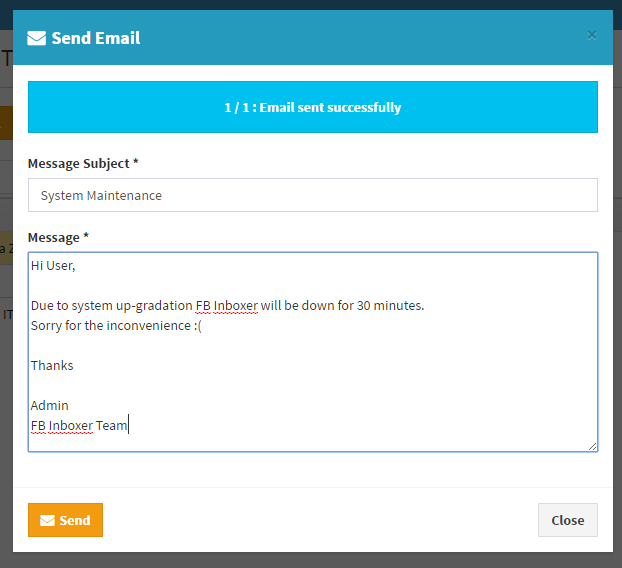 Send Email
×
1 / 1 : Email sent successfully
Message Subject *
System Maintenance
Message *
Hi User,
Due to system up-gradation FB Inboxer will be down for 30 minutes.
Sorry for the inconvenience :(
Thanks
Admin
FB Inboxer Team
Send
Close